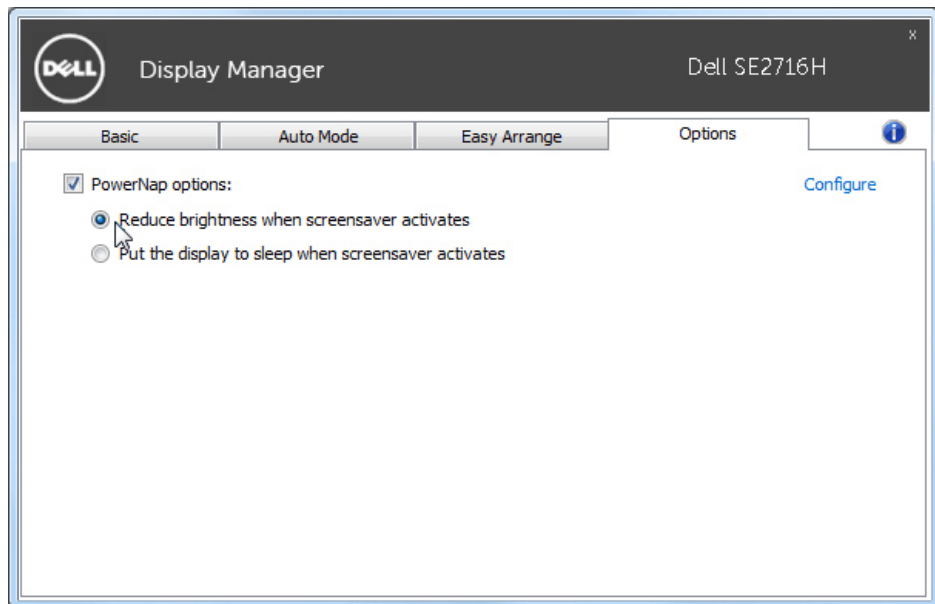 DELL
Display Manager
Dell SE2716H
x
Basic
Auto Mode
Easy Arrange
Options
i
PowerNap options:
Configure
Reduce brightness when screensaver activates
Put the display to sleep when screensaver activates